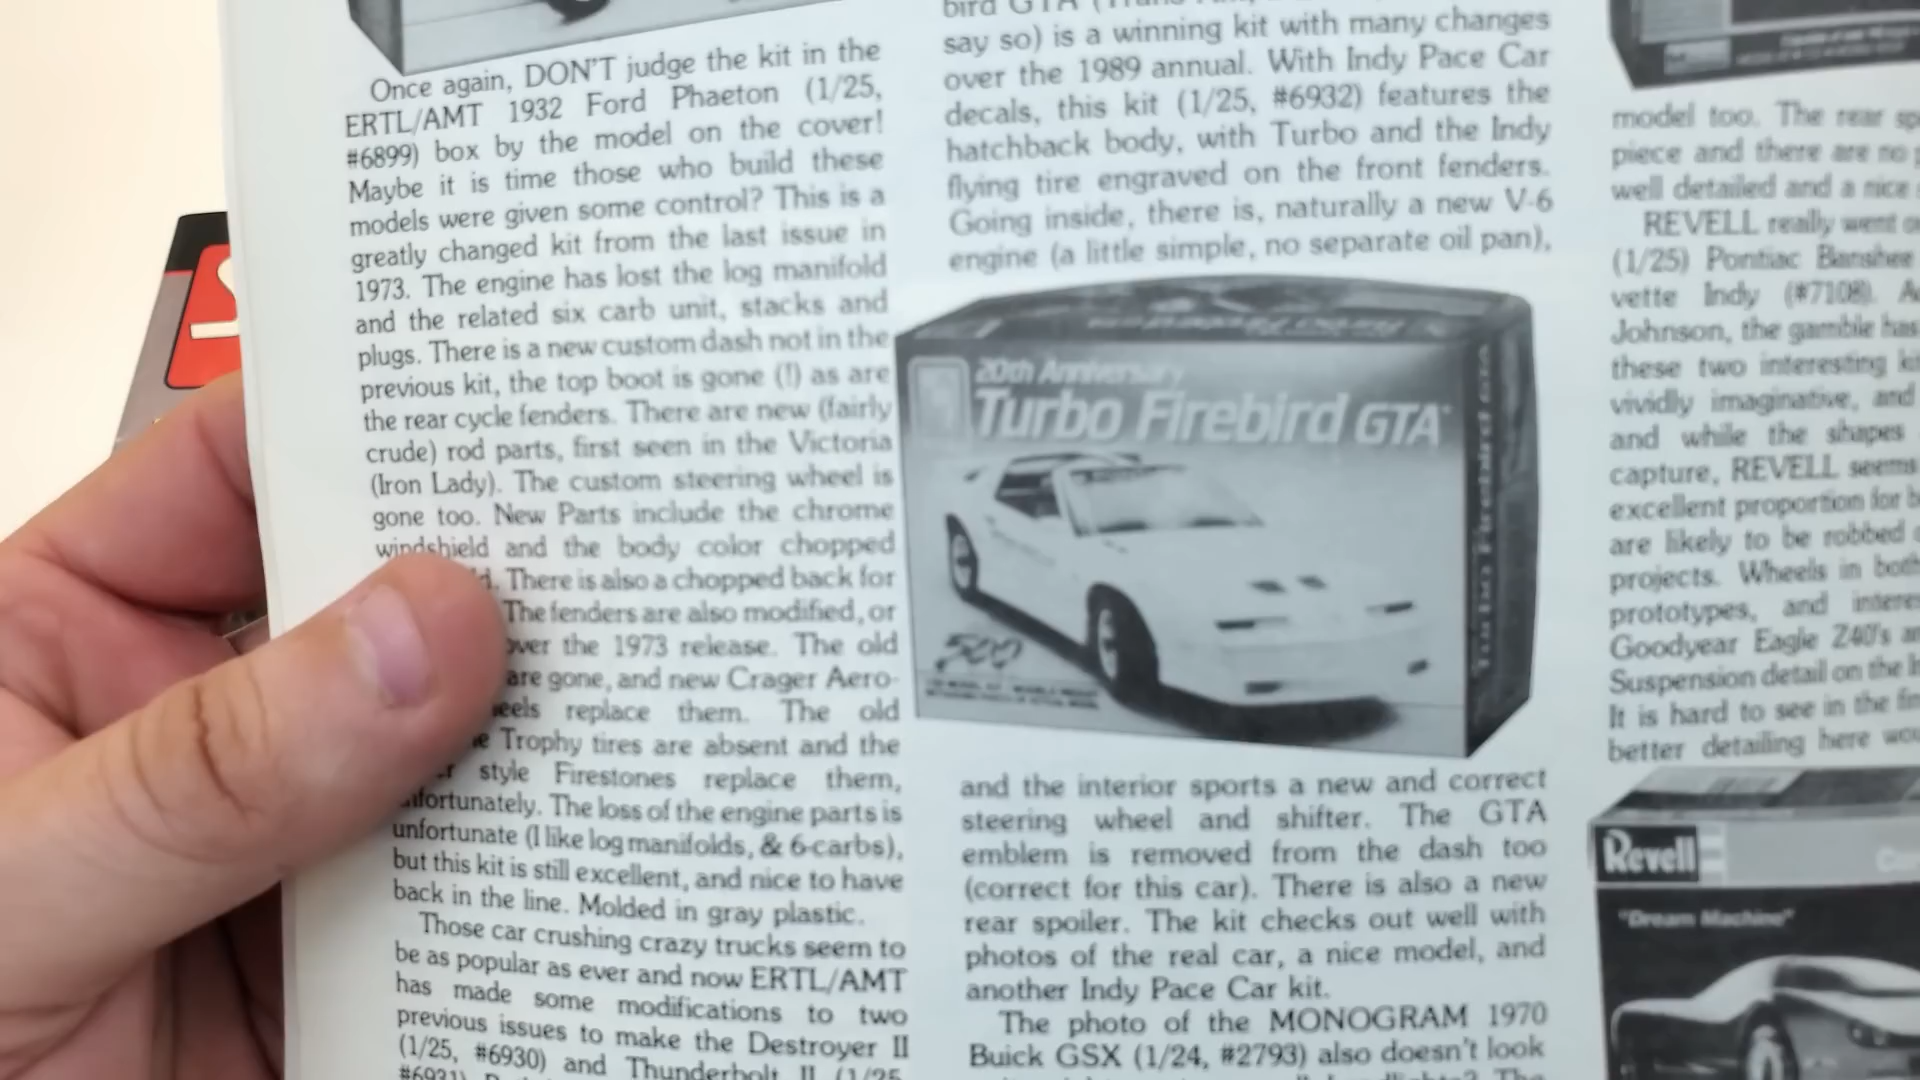 Once again, DON'T judge the kit in the
ERTL/AMT 1932 Ford Phaeton (1/25,
#6899) box by the model on the cover!
Maybe it is time those who build these
models were given some control? This is a
greatly changed kit from the last issue in
1973. The engine has lost the log manifold
and the related six carb unit, stacks and
plugs. There is a new custom dash not in the
previous kit, the top boot is gone (!) as are
the rear cycle fenders. There are new (fairly
crude) rod parts, first seen in the Victoria
(Iron Lady). The custom steering wheel is
gone too. New Parts include the chrome
windshield and the body color chopped
There is also a chopped back for
The fenders are also modified, or
over the 1973 release. The old
are gone, and new Crager Aero-
replace them. The old
Trophy tires are absent and the
style Firestones replace them,
unfortunately. The loss of the engine parts is
unfortunate (I like log manifolds, & 6-carbs),
but this kit is still excellent, and nice to have
back in the line. Molded in gray plastic.
Those car crushing crazy trucks seem to
be as popular as ever and now ERTL/AMT
has made some modifications to two
previous issues to make the Destroyer II
(1/25, #6930) and Thunderbolt II (1/25
#6931)
bird GTA
say so) is a winning kit with many changes
over the 1989 annual. With Indy Pace Car
decals, this kit (1/25, #6932) features the
hatchback body, with Turbo and the Indy
flying tire engraved on the front fenders.
Going inside, there is, naturally a new V-6
engine (a little simple, no separate oil pan),
20th Anniversary
Turbo Firebird GTA
Turbo Firebird GTA
500
and the interior sports a new and correct
steering wheel and shifter. The GTA
emblem is removed from the dash too
(correct for this car). There is also a new
rear spoiler. The kit checks out well with
photos of the real car, a nice model, and
another Indy Pace Car kit.
The photo of the MONOGRAM 1970
Buick GSX (1/24, #2793) also doesn't look
model too. The rear
piece and there are no
well detailed and a nice
REVELL really went
(1/25) Pontiac Banshee
vette Indy (#7108).
Johnson, the gamble has
these two interesting
vividly imaginative, and
and while the shapes
capture, REVELL seems
excellent proportion for
are likely to be robbed
projects. Wheels in both
prototypes, and
Goodyear Eagle Z40's
Suspension detail on the
It is hard to see in the
better detailing here
Revell
"Dream Machine"